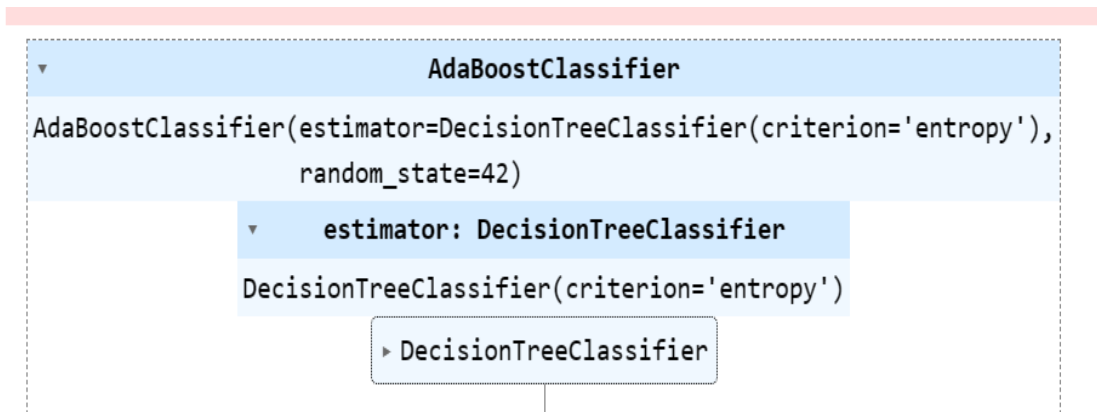 AdaBoostClassifier
AdaBoostClassifier(estimator=DecisionTreeClassifier(criterion='entropy'),
random_state=42)
estimator: DecisionTreeClassifier
DecisionTreeClassifier(criterion='entropy')
DecisionTreeClassifier